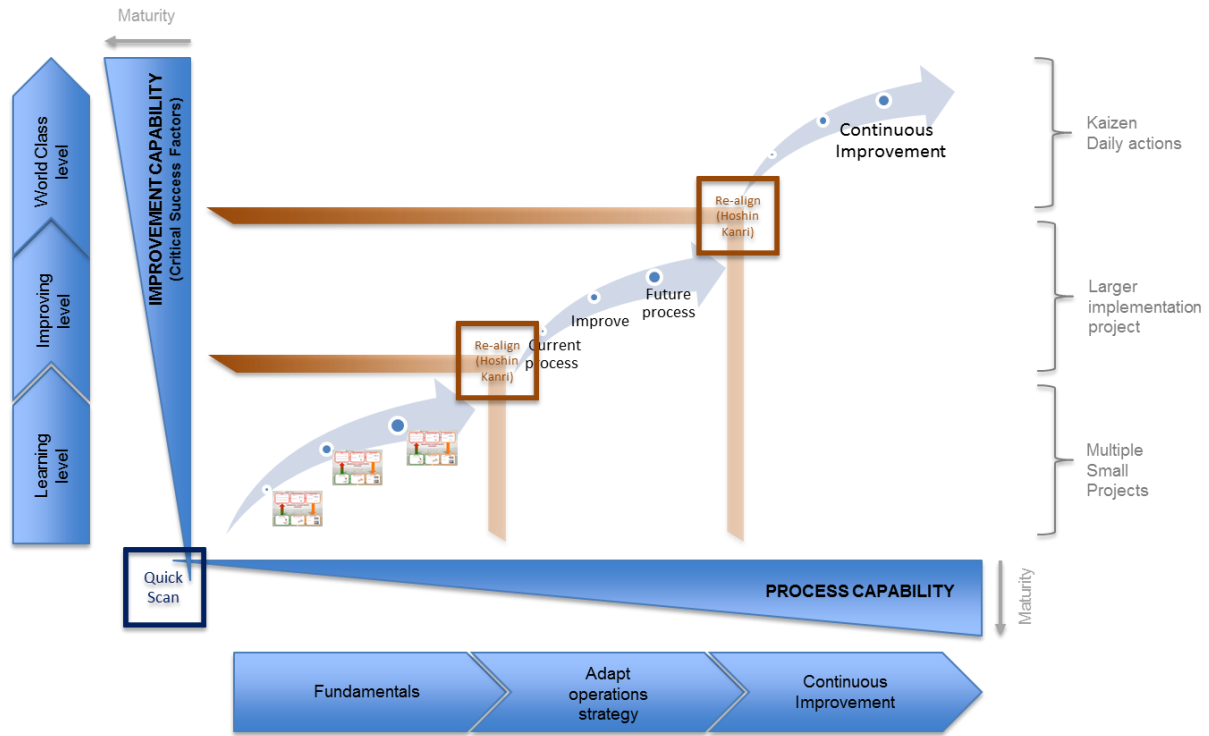 Maturity
World Class
level
Improving
level
Learning
level
IMPROVEMENT CAPABILITY
(Critical Success Factors)
Continuous
Improvement
Kaizen
Daily actions
Re-align
(Hoshin
Kanri)
Future
process
Improve
Current
process
Larger
implementation
project
Re-align
(Hoshin
Kanri)
Multiple
Small
Projects
Quick
Scan
PROCESS CAPABILITY
Maturity
Fundamentals
Adapt
operations
strategy
Continuous
Improvement